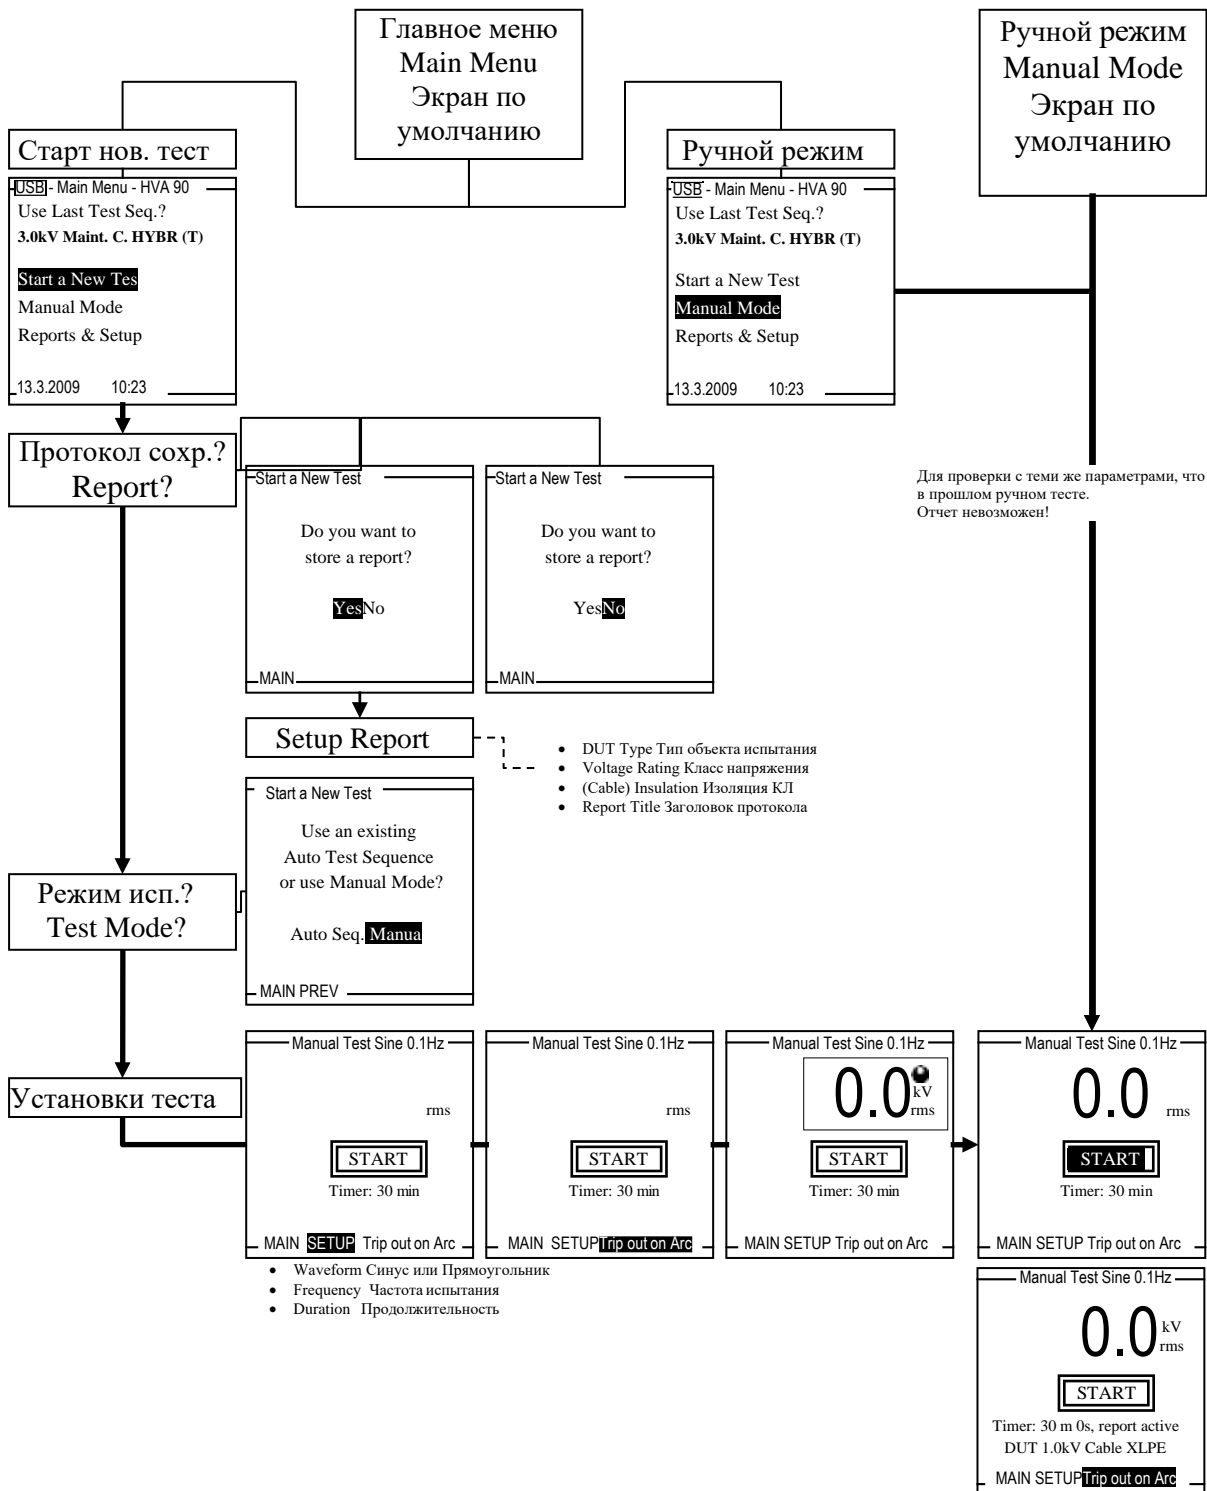 Главное меню
Main Menu
Экран по
умолчанию
Ручной режим
Manual Mode
Экран по
умолчанию
Старт нов. тест
Ручной режим
USB - Main Menu - HVA 90
Use Last Test Seq.?
3.0kV Maint. C. HYBR (T)
Start a New Tes
Manual Mode
Reports & Setup
13.3.2009 10:23
USB - Main Menu - HVA 90
Use Last Test Seq.?
3.0kV Maint. C. HYBR (T)
Start a New Test
Manual Mode
Reports & Setup
13.3.2009 10:23
Протокол сохр.?
Report?
Start a New Test
Do you want to
store a report?
YesNo
MAIN
Start a New Test
Do you want to
store a report?
YesNo
MAIN
Для проверки с теми же параметрами, что
в прошлом ручном тесте.
Отчет невозможен!
Setup Report
• DUT Type Тип объекта испытания
• Voltage Rating Класс напряжения
• (Cable) Insulation Изоляция КЛ
• Report Title Заголовок протокола
Start a New Test
Use an existing
Auto Test Sequence
or use Manual Mode?
Auto Seq. Manua
MAIN PREV
Режим исп.?
Test Mode?
Установки теста
Manual Test Sine 0.1Hz
rms
START
Timer: 30 min
MAIN SETUP Trip out on Arc
Manual Test Sine 0.1Hz
rms
START
Timer: 30 min
MAIN SETUP Trip out on Arc
Manual Test Sine 0.1Hz
0.0 kV
rms
START
Timer: 30 min
MAIN SETUP Trip out on Arc
Manual Test Sine 0.1Hz
0.0 rms
START
Timer: 30 min
MAIN SETUP Trip out on Arc
• Waveform Синус или Прямоугольник
• Frequency Частота испытания
• Duration Продолжительность
Manual Test Sine 0.1Hz
0.0 kV
rms
START
Timer: 30 m 0s, report active
DUT 1.0kV Cable XLPE
MAIN SETUP Trip out on Arc